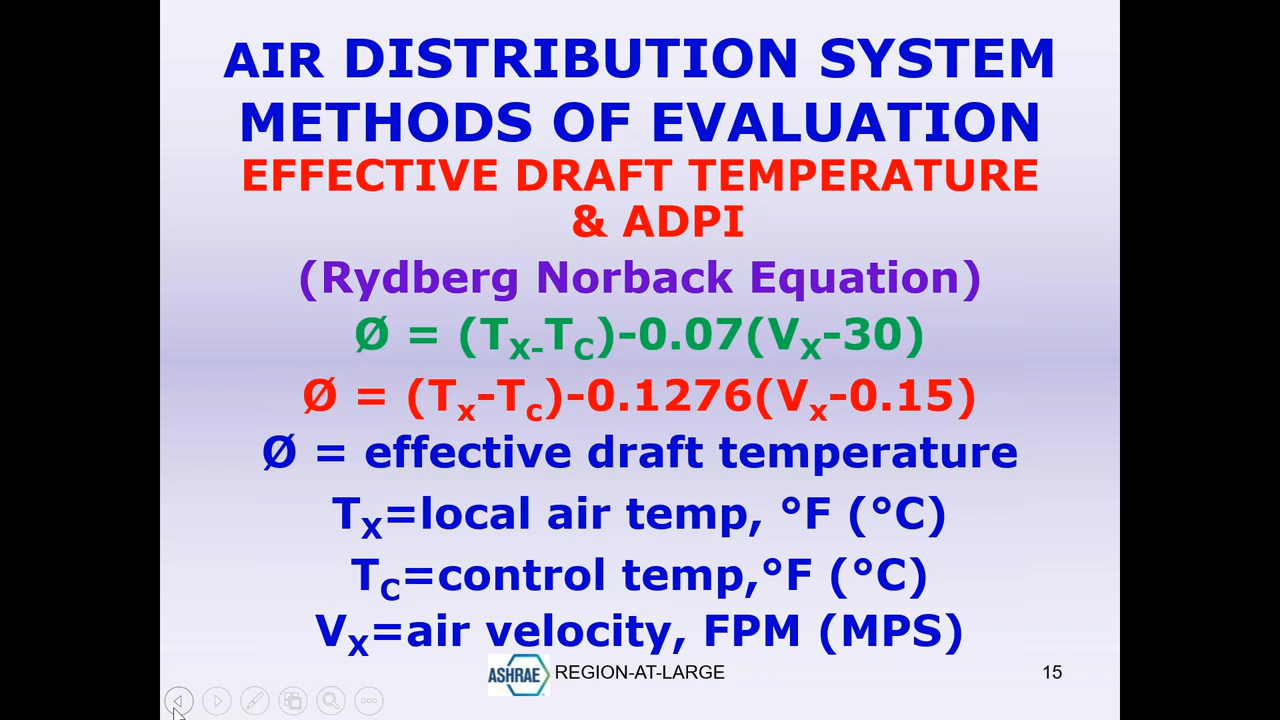 AIR DISTRIBUTION SYSTEM
METHODS OF EVALUATION
EFFECTIVE DRAFT TEMPERATURE
& ADPI
(Rydberg Norback Equation)
Ø = (TX-TC)-0.07(VX-30)
Ø = (Tx-Tc)-0.1276(Vx-0.15)
Ø = effective draft temperature
TX=local air temp, °F (°C)
TC=control temp,°F (°C)
VX=air velocity, FPM (MPS)
ASHRAE REGION-AT-LARGE 15